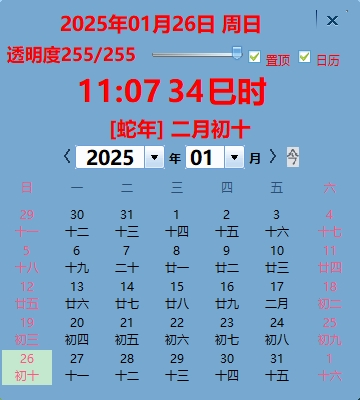 2025年01月26日 周日
透明度255/255 置顶 日历
11:07 34巳时
[蛇年] 二月初十
2025 年 01 月 今
日 一 二 三 四 五 六
29 30 31 1 2 3 4
十一 十二 十三 十四 十五 十六 十七
5 6 7 8 9 10 11
十八 十九 二十 廿一 廿二 廿三 廿四
12 13 14 15 16 17 18
廿五 廿六 廿七 廿八 廿九 二月 初二
19 20 21 22 23 24 25
初三 初四 初五 初六 初七 初八 初九
26 27 28 29 30 31 1
初十 十一 十二 十三 十四 十五 十六